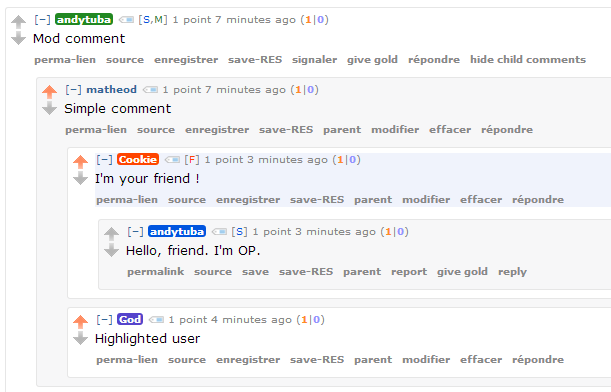 [−] andytuba [S,M] 1 point 7 minutes ago (1|0)
Mod comment
perma-lien source enregistrer save-RES signaler give gold répondre hide child comments
[−] matheod 1 point 7 minutes ago (1|0)
Simple comment
perma-lien source enregistrer save-RES parent modifier effacer répondre
[−] Cookie [F] 1 point 3 minutes ago (1|0)
I'm your friend !
perma-lien source enregistrer save-RES parent modifier effacer répondre
[−] andytuba [S] 1 point 3 minutes ago (1|0)
Hello, friend. I'm OP.
permalink source save save-RES parent report give gold reply
[−] God 1 point 4 minutes ago (1|0)
Highlighted user
perma-lien source enregistrer save-RES parent modifier effacer répondre